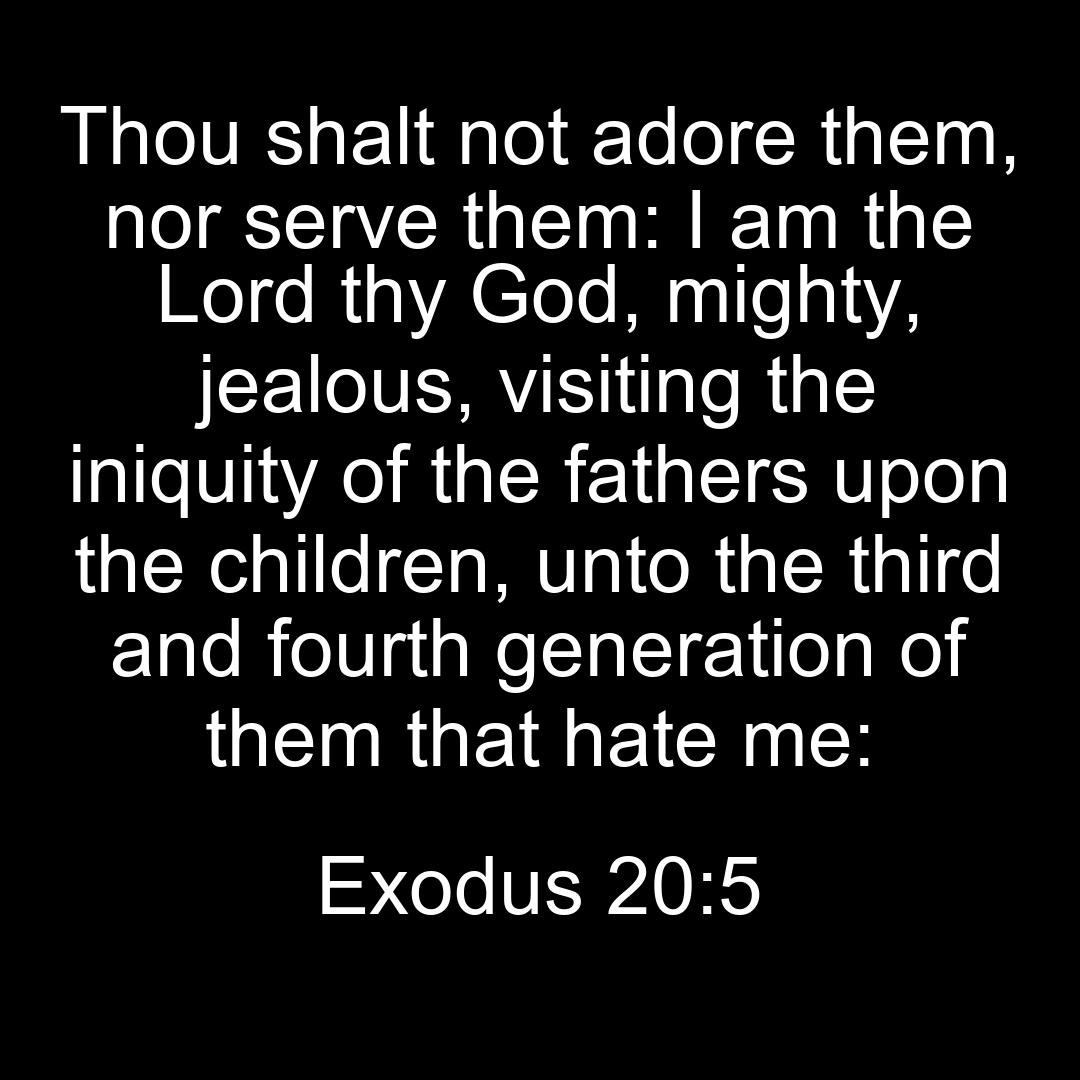 Thou shalt not adore them,
nor serve them: I am the
Lord thy God, mighty,
jealous, visiting the
iniquity of the fathers upon
the children, unto the third
and fourth generation of
them that hate me:
Exodus 20:5